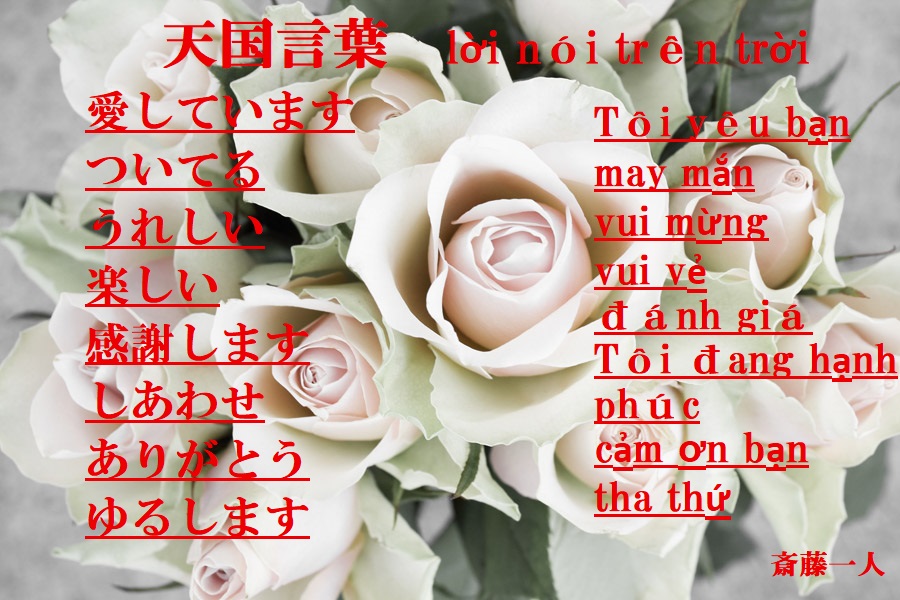 天国言葉 lời nói trên trời
愛しています
ついてる
うれしい
楽しい
感謝します
しあわせ
ありがとう
ゆるします
Tôi yêu bạn
may mắn
vui mừng
vui vẻ
đánh giá
Tôi đang hạnh
phúc
cảm ơn bạn
tha thứ
斎藤一人